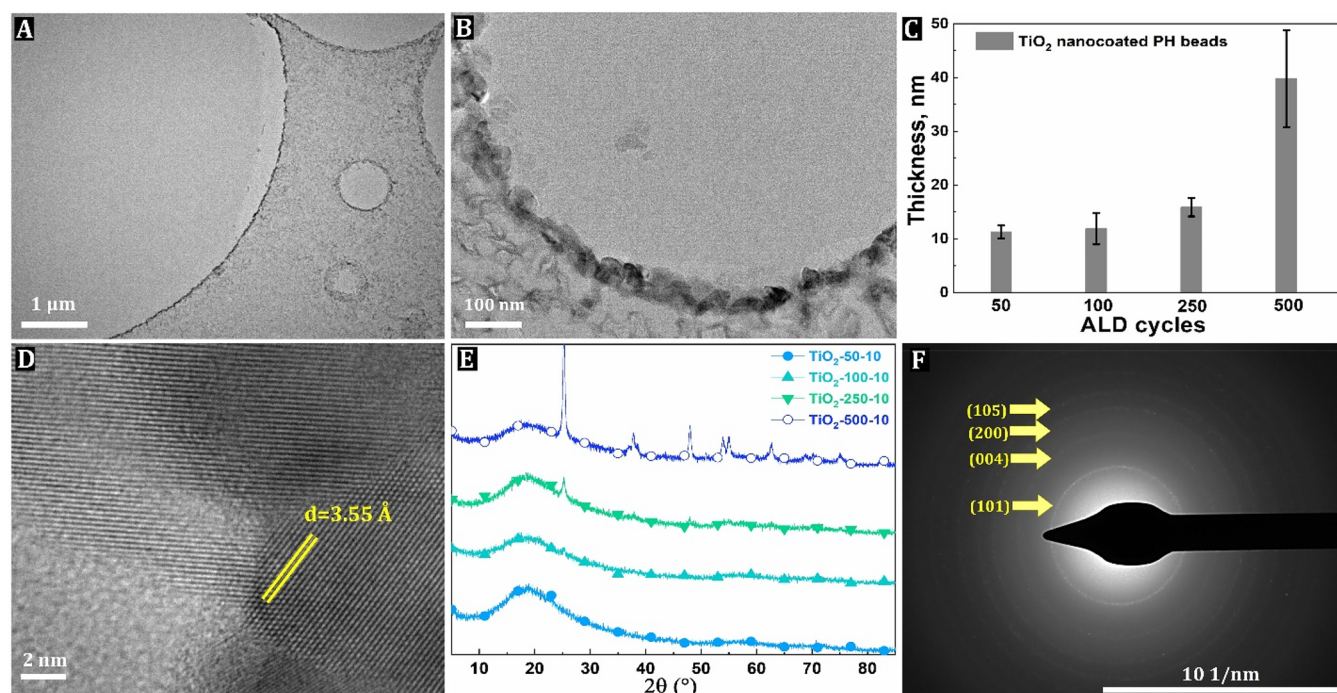 A
1 μm
B
100 nm
C
TiO₂ nanocoated PH beads
Thickness, nm
50
40
30
20
10
0
50 100 250 500
ALD cycles
D
d=3.55 Å
2 nm
E
TiO₂-50-10
TiO₂-100-10
TiO₂-250-10
TiO₂-500-10
10 20 30 40 50 60 70 80
2θ (°)
F
(105)
(200)
(004)
(101)
10 1/nm